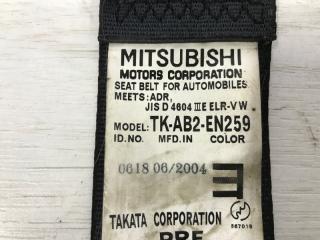 MITSUBISHI
MOTORS CORPORATION
SEAT BELT FOR AUTOMOBILES
MEETS: ADR,
JIS D 4604 III E ELR-V W
MODEL: TK-AB2-EN259
ID.NO. MFD.IN COLOR
0618 06/2004
TAKATA CORPORATION